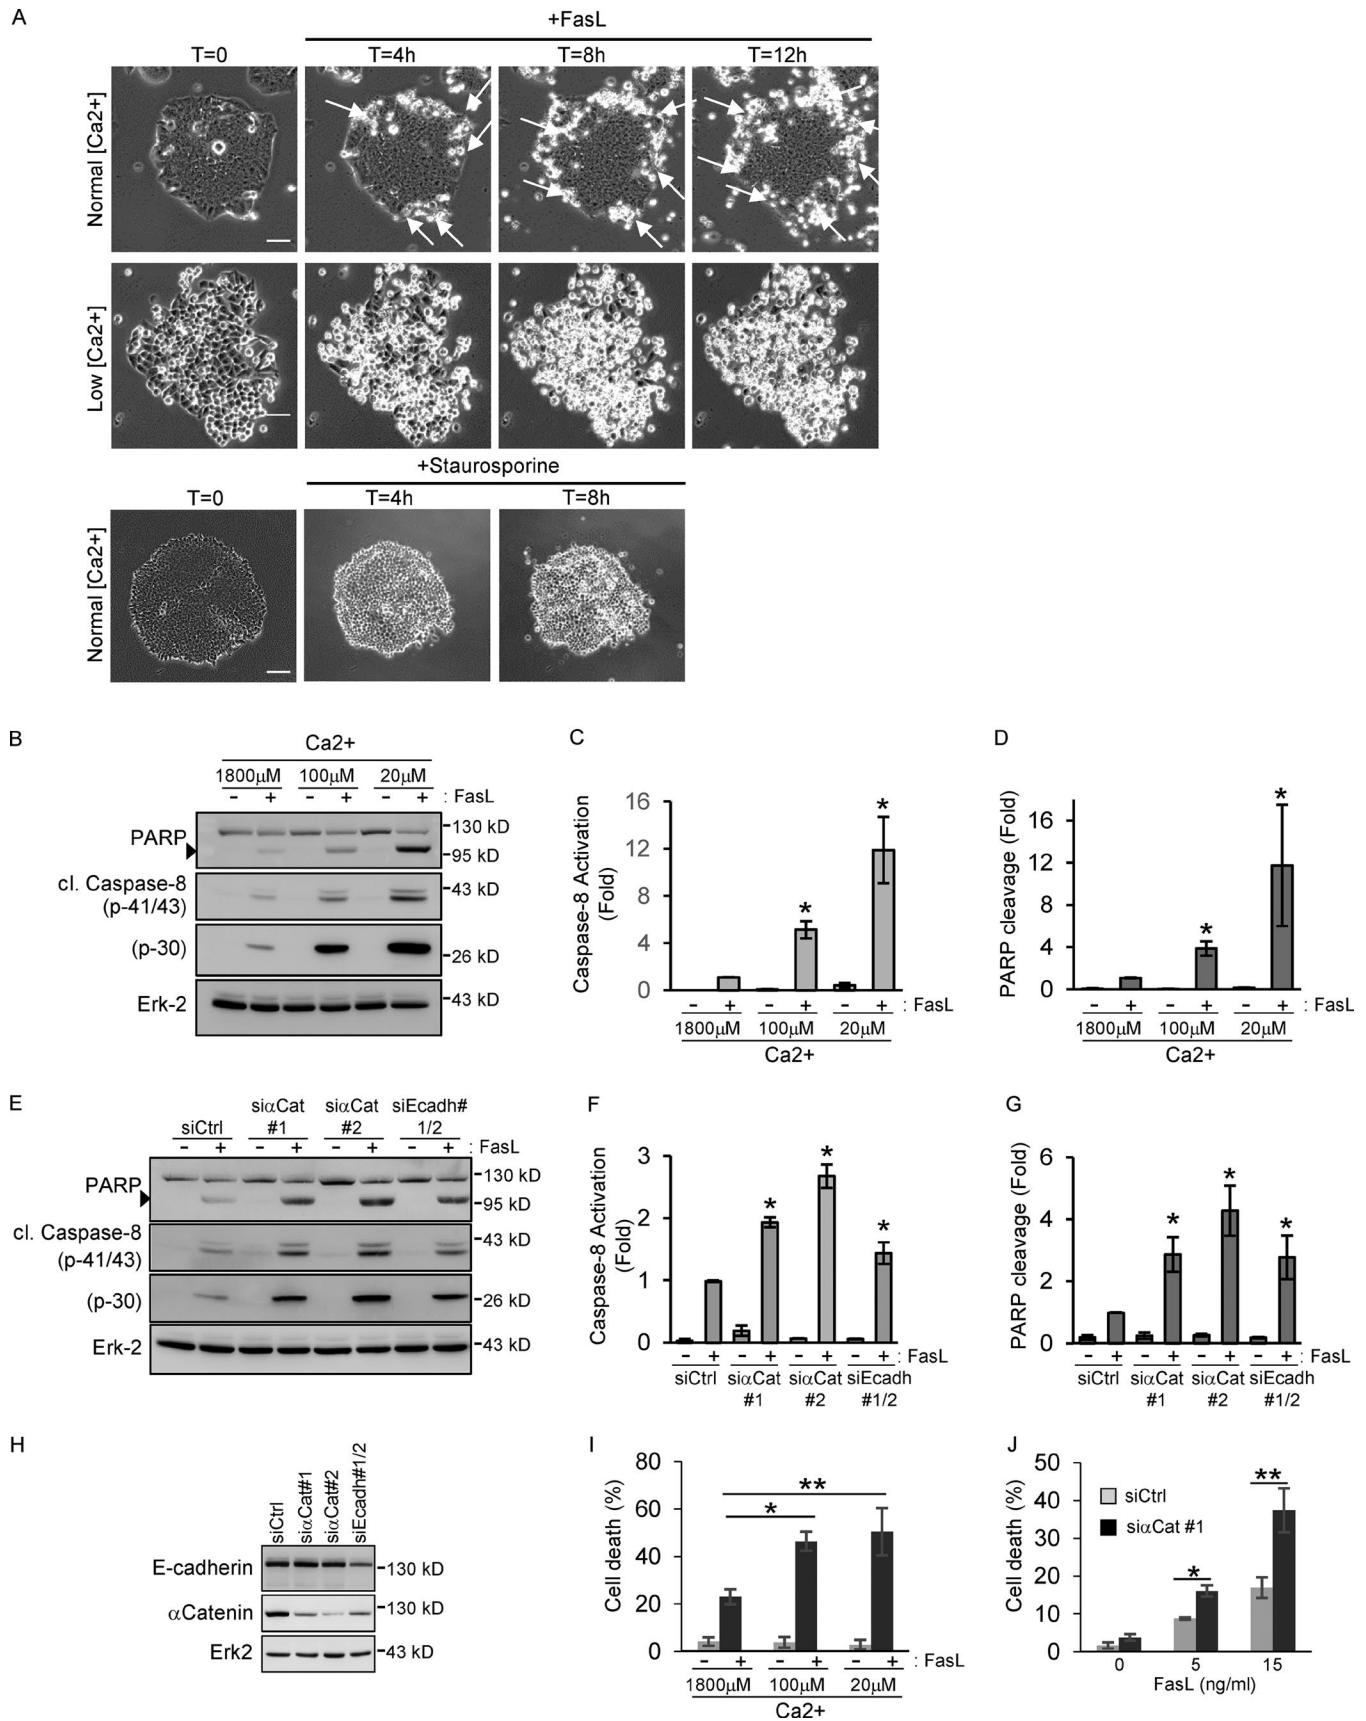 A
+FasL
T=0 T=4h T=8h T=12h
Normal [Ca2+]
Low [Ca2+]
+Staurosporine
T=0 T=4h T=8h
Normal [Ca2+]
B
Ca2+
1800µM 100µM 20µM
- + - + - + : FasL
PARP
130 kD
95 kD
cl. Caspase-8
(p-41/43)
43 kD
(p-30)
26 kD
Erk-2
43 kD
C
Caspase-8 Activation
(Fold)
16
12
8
4
0
* *
- + - + - + : FasL
1800µM 100µM 20µM
Ca2+
D
PARP cleavage (Fold)
16
12
8
4
0
* *
- + - + - + : FasL
1800µM 100µM 20µM
Ca2+
E
siCtrl siαCat #1 siαCat #2 siEcadh# 1/2
- + - + - + - + : FasL
PARP
130 kD
95 kD
cl. Caspase-8
(p-41/43)
43 kD
(p-30)
26 kD
Erk-2
43 kD
F
Caspase-8 Activation
(Fold)
3
2
1
0
* * *
- + - + - + - + : FasL
siCtrl siαCat siαCat siEcadh
#1 #2 #1/2
G
PARP cleavage (Fold)
6
4
2
0
* * *
- + - + - + - + : FasL
siCtrl siαCat siαCat siEcadh
#1 #2 #1/2
H
siCtrl
siαCat#1
siαCat#2
siEcadh#1/2
E-cadherin
130 kD
αCatenin
130 kD
Erk2
43 kD
I
Cell death (%)
80
60
40
20
0
**
*
- + - + - + : FasL
1800µM 100µM 20µM
Ca2+
J
Cell death (%)
50
40
30
20
10
0
siCtrl
siαCat #1
* **
0 5 15
FasL (ng/ml)